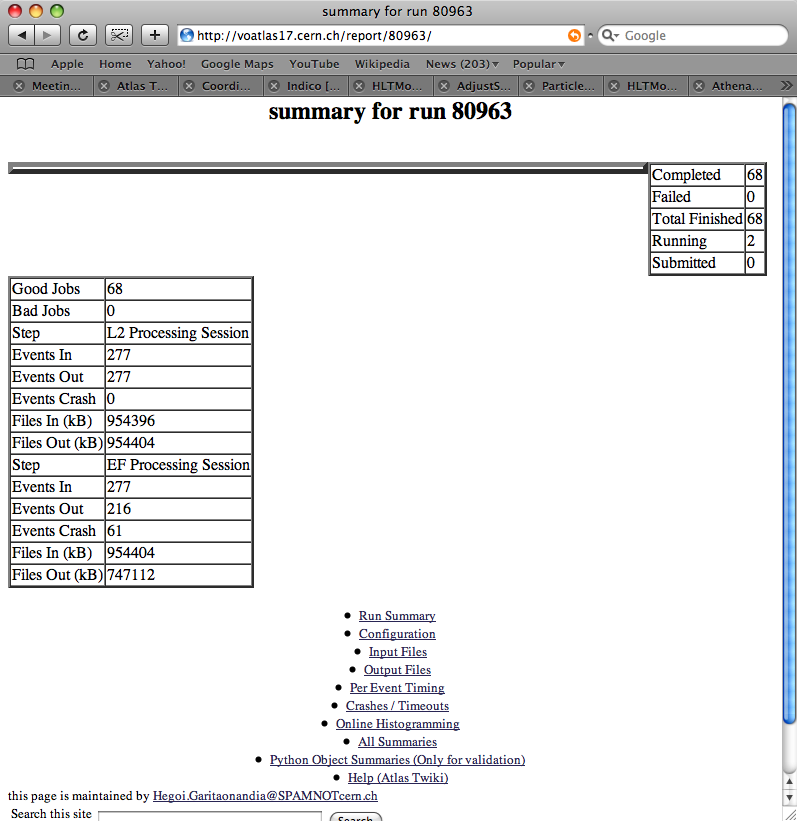 summary for run 80963
http://voatlas17.cern.ch/report/80963/
Google
Apple Home Yahoo! Google Maps YouTube Wikipedia News (203) Popular
Meetin... Atlas T... Coordi... Indico [... HLTMo... AdjustS... Particle... HLTMo... Athena...
summary for run 80963
Completed 68
Failed 0
Total Finished 68
Running 2
Submitted 0
Good Jobs 68
Bad Jobs 0
Step L2 Processing Session
Events In 277
Events Out 277
Events Crash 0
Files In (kB) 954396
Files Out (kB) 954404
Step EF Processing Session
Events In 277
Events Out 216
Events Crash 61
Files In (kB) 954404
Files Out (kB) 747112
Run Summary
Configuration
Input Files
Output Files
Per Event Timing
Crashes / Timeouts
Online Histogramming
All Summaries
Python Object Summaries (Only for validation)
Help (Atlas Twiki)
this page is maintained by Hegoi.Garitaonandia@SPAMNOTcern.ch
Search this site Search